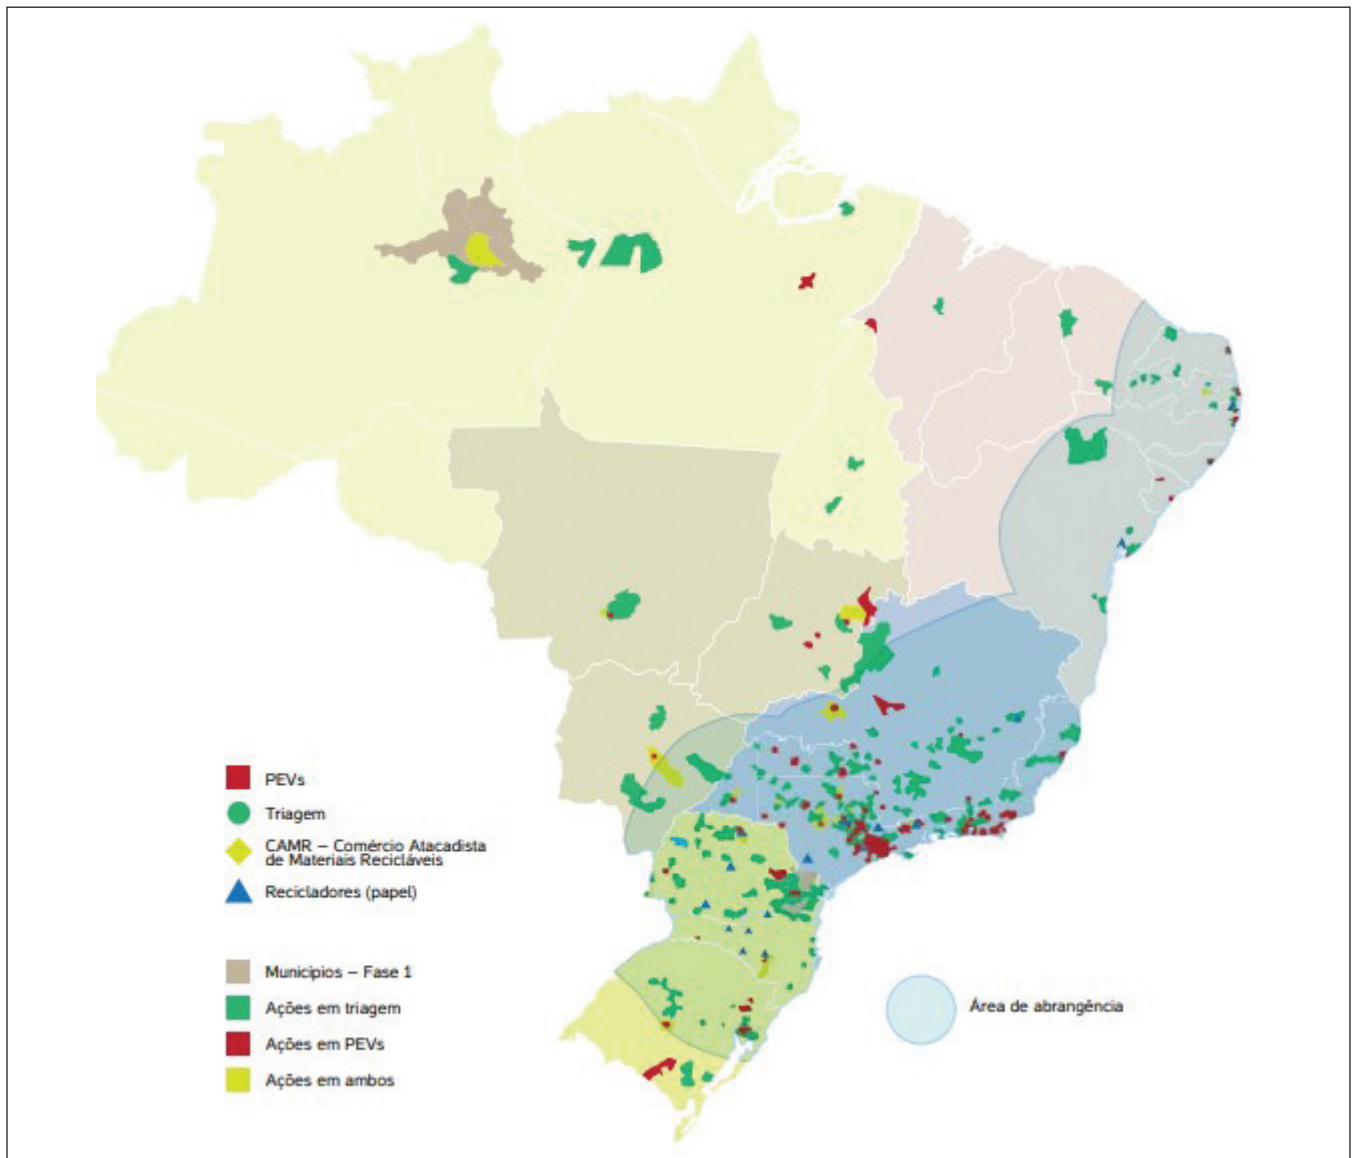 PEVs
Triagem
CAMR – Comércio Atacadista
de Materiais Recicláveis
Recicladores (papel)
Municípios – Fase 1
Ações em triagem
Ações em PEVs
Ações em ambos
Área de abrangência